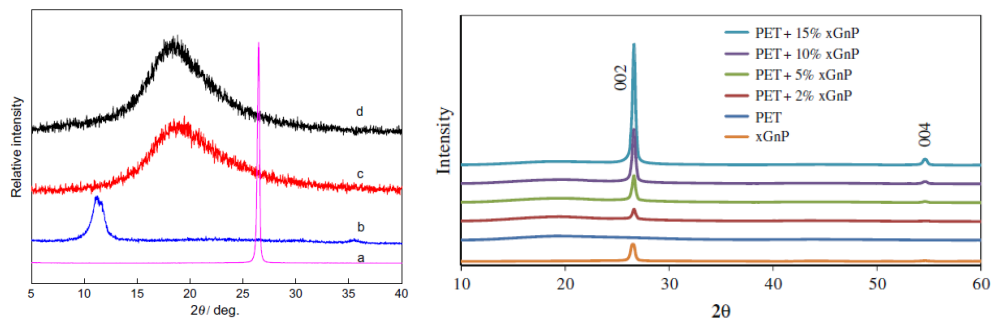 Relative intensity
d
c
b
a
5 10 15 20 25 30 35 40
2θ/ deg.
Intensity
PET + 15% xGnP
PET + 10% xGnP
PET + 5% xGnP
PET + 2% xGnP
PET
xGnP
002
004
10 20 30 40 50 60
2θ